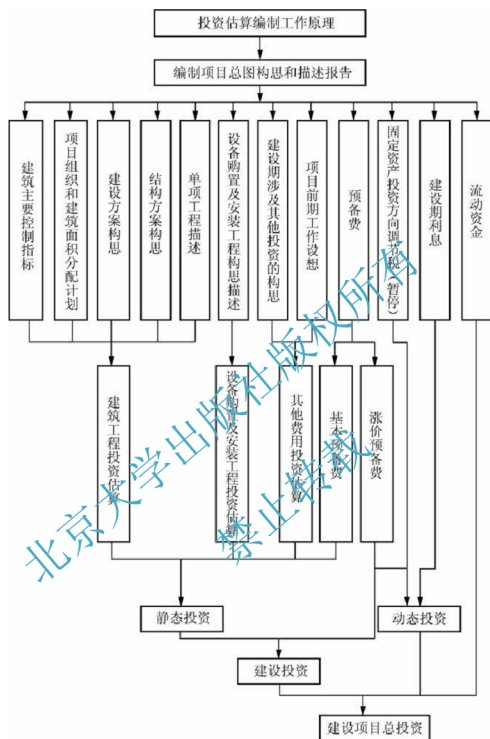 投资估算编制工作原理
编制项目总图构思和描述报告
建筑主要控制指标
项目组织和建筑面积分配计划
建设方案构思
结构方案构思
单项工程描述
设备购置及安装工程构思描述
建设期涉及其他投资的构思
项目前期工作设想
预备费
固定资产投资方向调节税（暂停）
建设期利息
流动资金
建筑工程投资估算
设备购置及安装工程投资估算
其他费用投资估算
基本预备费
涨价预备费
静态投资
动态投资
建设投资
建设项目总投资
北京大学出版社版权所有
禁止转载